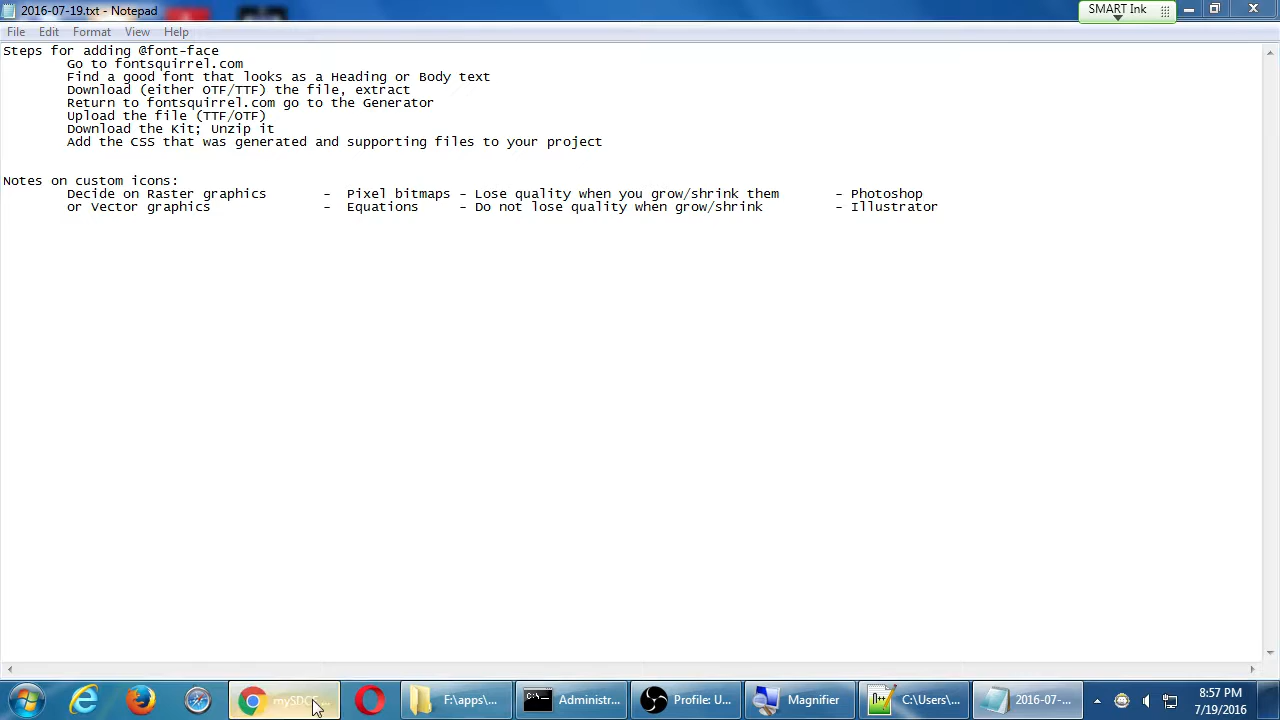 2016-07-19.txt - Notepad
SMART Ink
File Edit Format View Help
Steps for adding @font-face
Go to fontsquirrel.com
Find a good font that looks as a Heading or Body text
Download (either OTF/TTF) the file, extract
Return to fontsquirrel.com go to the Generator
Upload the file (TTF/OTF)
Download the Kit; Unzip it
Add the CSS that was generated and supporting files to your project
Notes on custom icons:
Decide on Raster graphics - Pixel bitmaps - Lose quality when you grow/shrink them - Photoshop
or Vector graphics - Equations - Do not lose quality when grow/shrink - Illustrator
F:\apps\... Administr... Profile: U... Magnifier C:\Users\... 2016-07-... 8:57 PM
7/19/2016